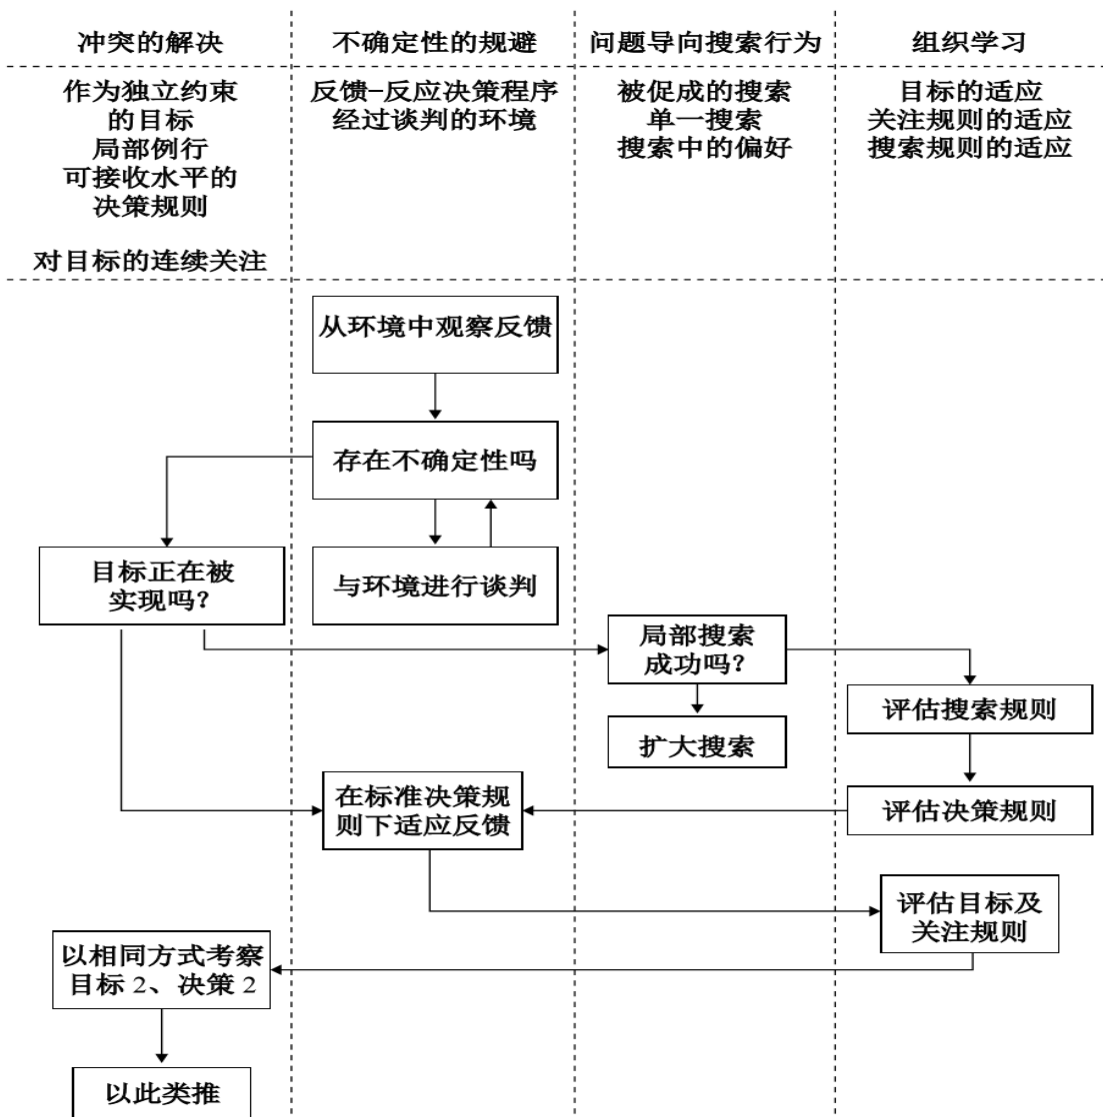 冲突的解决
不确定性的规避
问题导向搜索行为
组织学习
作为独立约束
的目标
局部例行
可接收水平的
决策规则
对目标的连续关注
反馈-反应决策程序
经过谈判的环境
被促成的搜索
单一搜索
搜索中的偏好
目标的适应
关注规则的适应
搜索规则的适应
从环境中观察反馈
存在不确定性吗
与环境进行谈判
目标正在被
实现吗?
局部搜索
成功吗?
扩大搜索
评估搜索规则
评估决策规则
在标准决策规
则下适应反馈
评估目标及
关注规则
以相同方式考察
目标 2、决策 2
以此类推